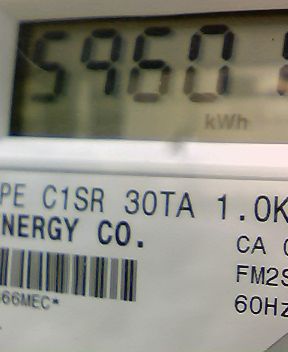 5960
kWh
PE C1SR 30TA 1.0K
NERGY CO.
CA
FM2S
66MEC*
60Hz